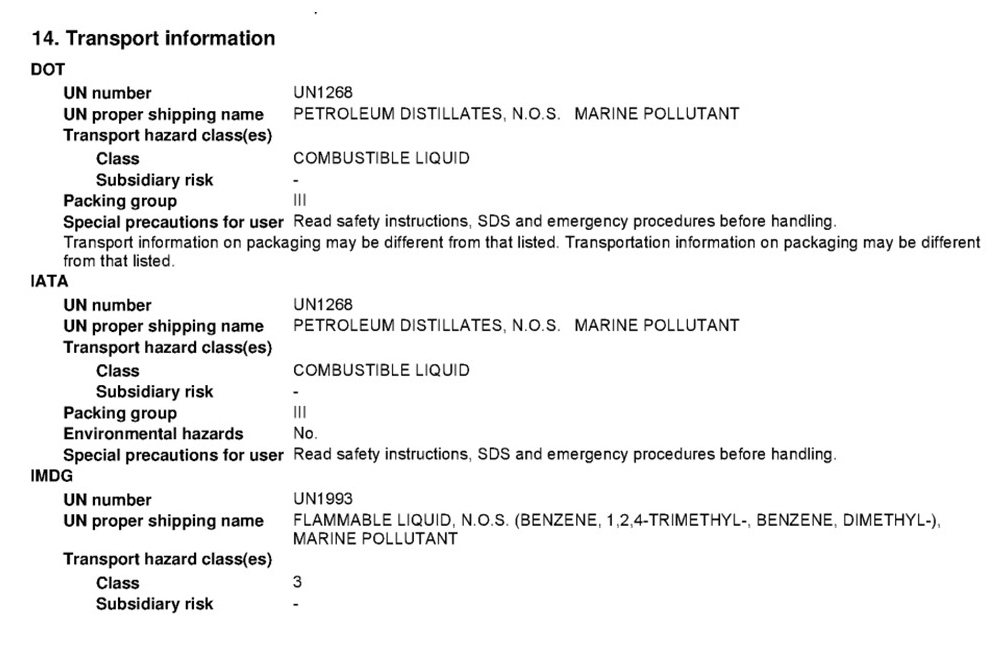 14. Transport information
DOT
UN number UN1268
UN proper shipping name PETROLEUM DISTILLATES, N.O.S. MARINE POLLUTANT
Transport hazard class(es)
Class COMBUSTIBLE LIQUID
Subsidiary risk -
Packing group III
Special precautions for user Read safety instructions, SDS and emergency procedures before handling.
Transport information on packaging may be different from that listed. Transportation information on packaging may be different
from that listed.
IATA
UN number UN1268
UN proper shipping name PETROLEUM DISTILLATES, N.O.S. MARINE POLLUTANT
Transport hazard class(es)
Class COMBUSTIBLE LIQUID
Subsidiary risk -
Packing group III
Environmental hazards No.
Special precautions for user Read safety instructions, SDS and emergency procedures before handling.
IMDG
UN number UN1993
UN proper shipping name FLAMMABLE LIQUID, N.O.S. (BENZENE, 1,2,4-TRIMETHYL-, BENZENE, DIMETHYL-),
MARINE POLLUTANT
Transport hazard class(es)
Class 3
Subsidiary risk -